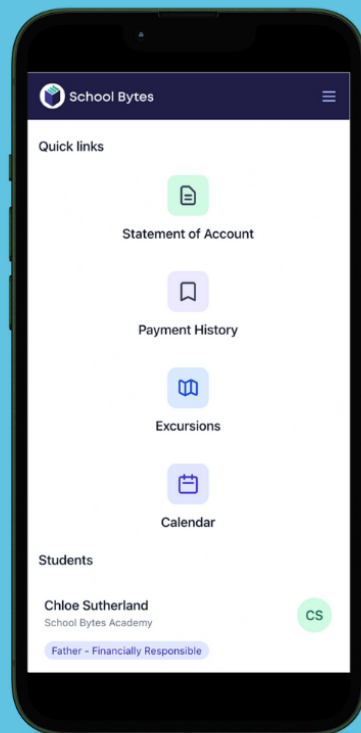 School Bytes
Quick links
Statement of Account
Payment History
Excursions
Calendar
Students
Chloe Sutherland
School Bytes Academy
CS
Father - Financially Responsible